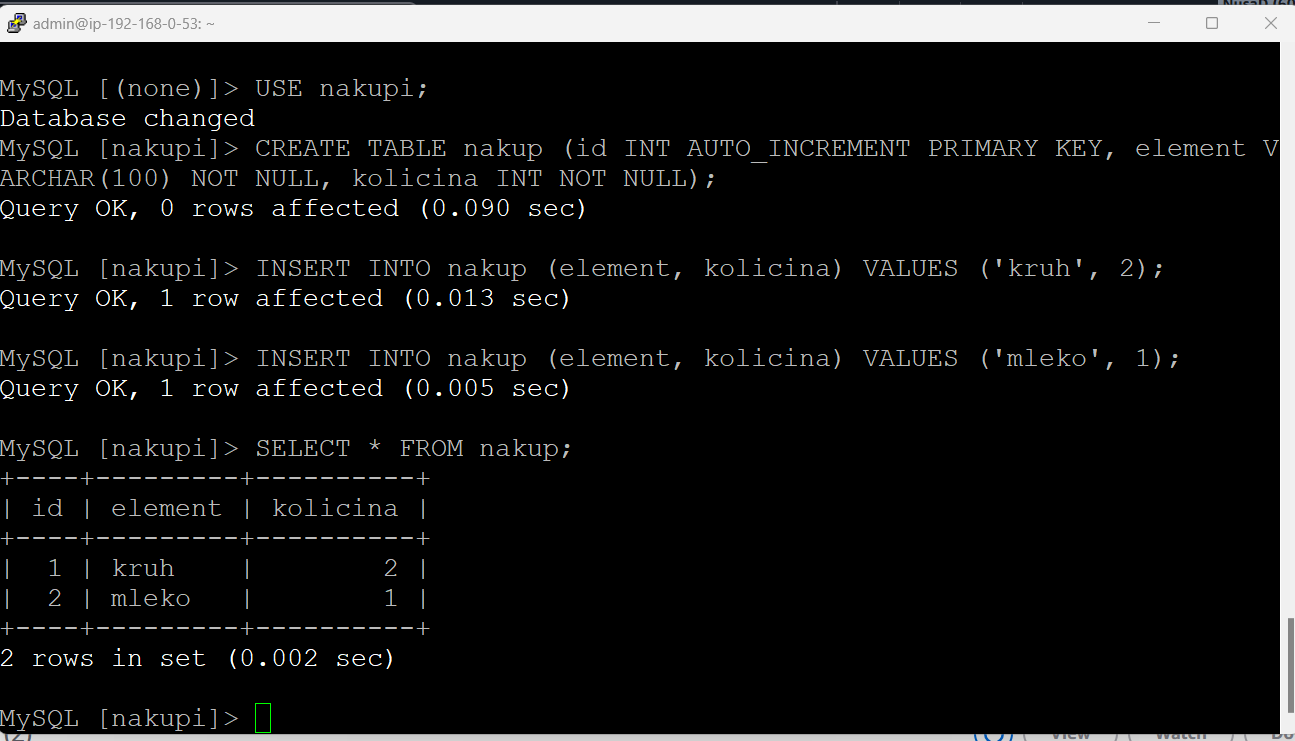 admin@ip-192-168-0-53: ~
MySQL [(none)]> USE nakupi;
Database changed
MySQL [nakupi]> CREATE TABLE nakup (id INT AUTO_INCREMENT PRIMARY KEY, element V
ARCHAR(100) NOT NULL, kolicina INT NOT NULL);
Query OK, 0 rows affected (0.090 sec)
MySQL [nakupi]> INSERT INTO nakup (element, kolicina) VALUES ('kruh', 2);
Query OK, 1 row affected (0.013 sec)
MySQL [nakupi]> INSERT INTO nakup (element, kolicina) VALUES ('mleko', 1);
Query OK, 1 row affected (0.005 sec)
MySQL [nakupi]> SELECT * FROM nakup;
+----+---------+----------+
| id | element | kolicina |
+----+---------+----------+
|  1 | kruh    |        2 |
|  2 | mleko   |        1 |
+----+---------+----------+
2 rows in set (0.002 sec)
MySQL [nakupi]>